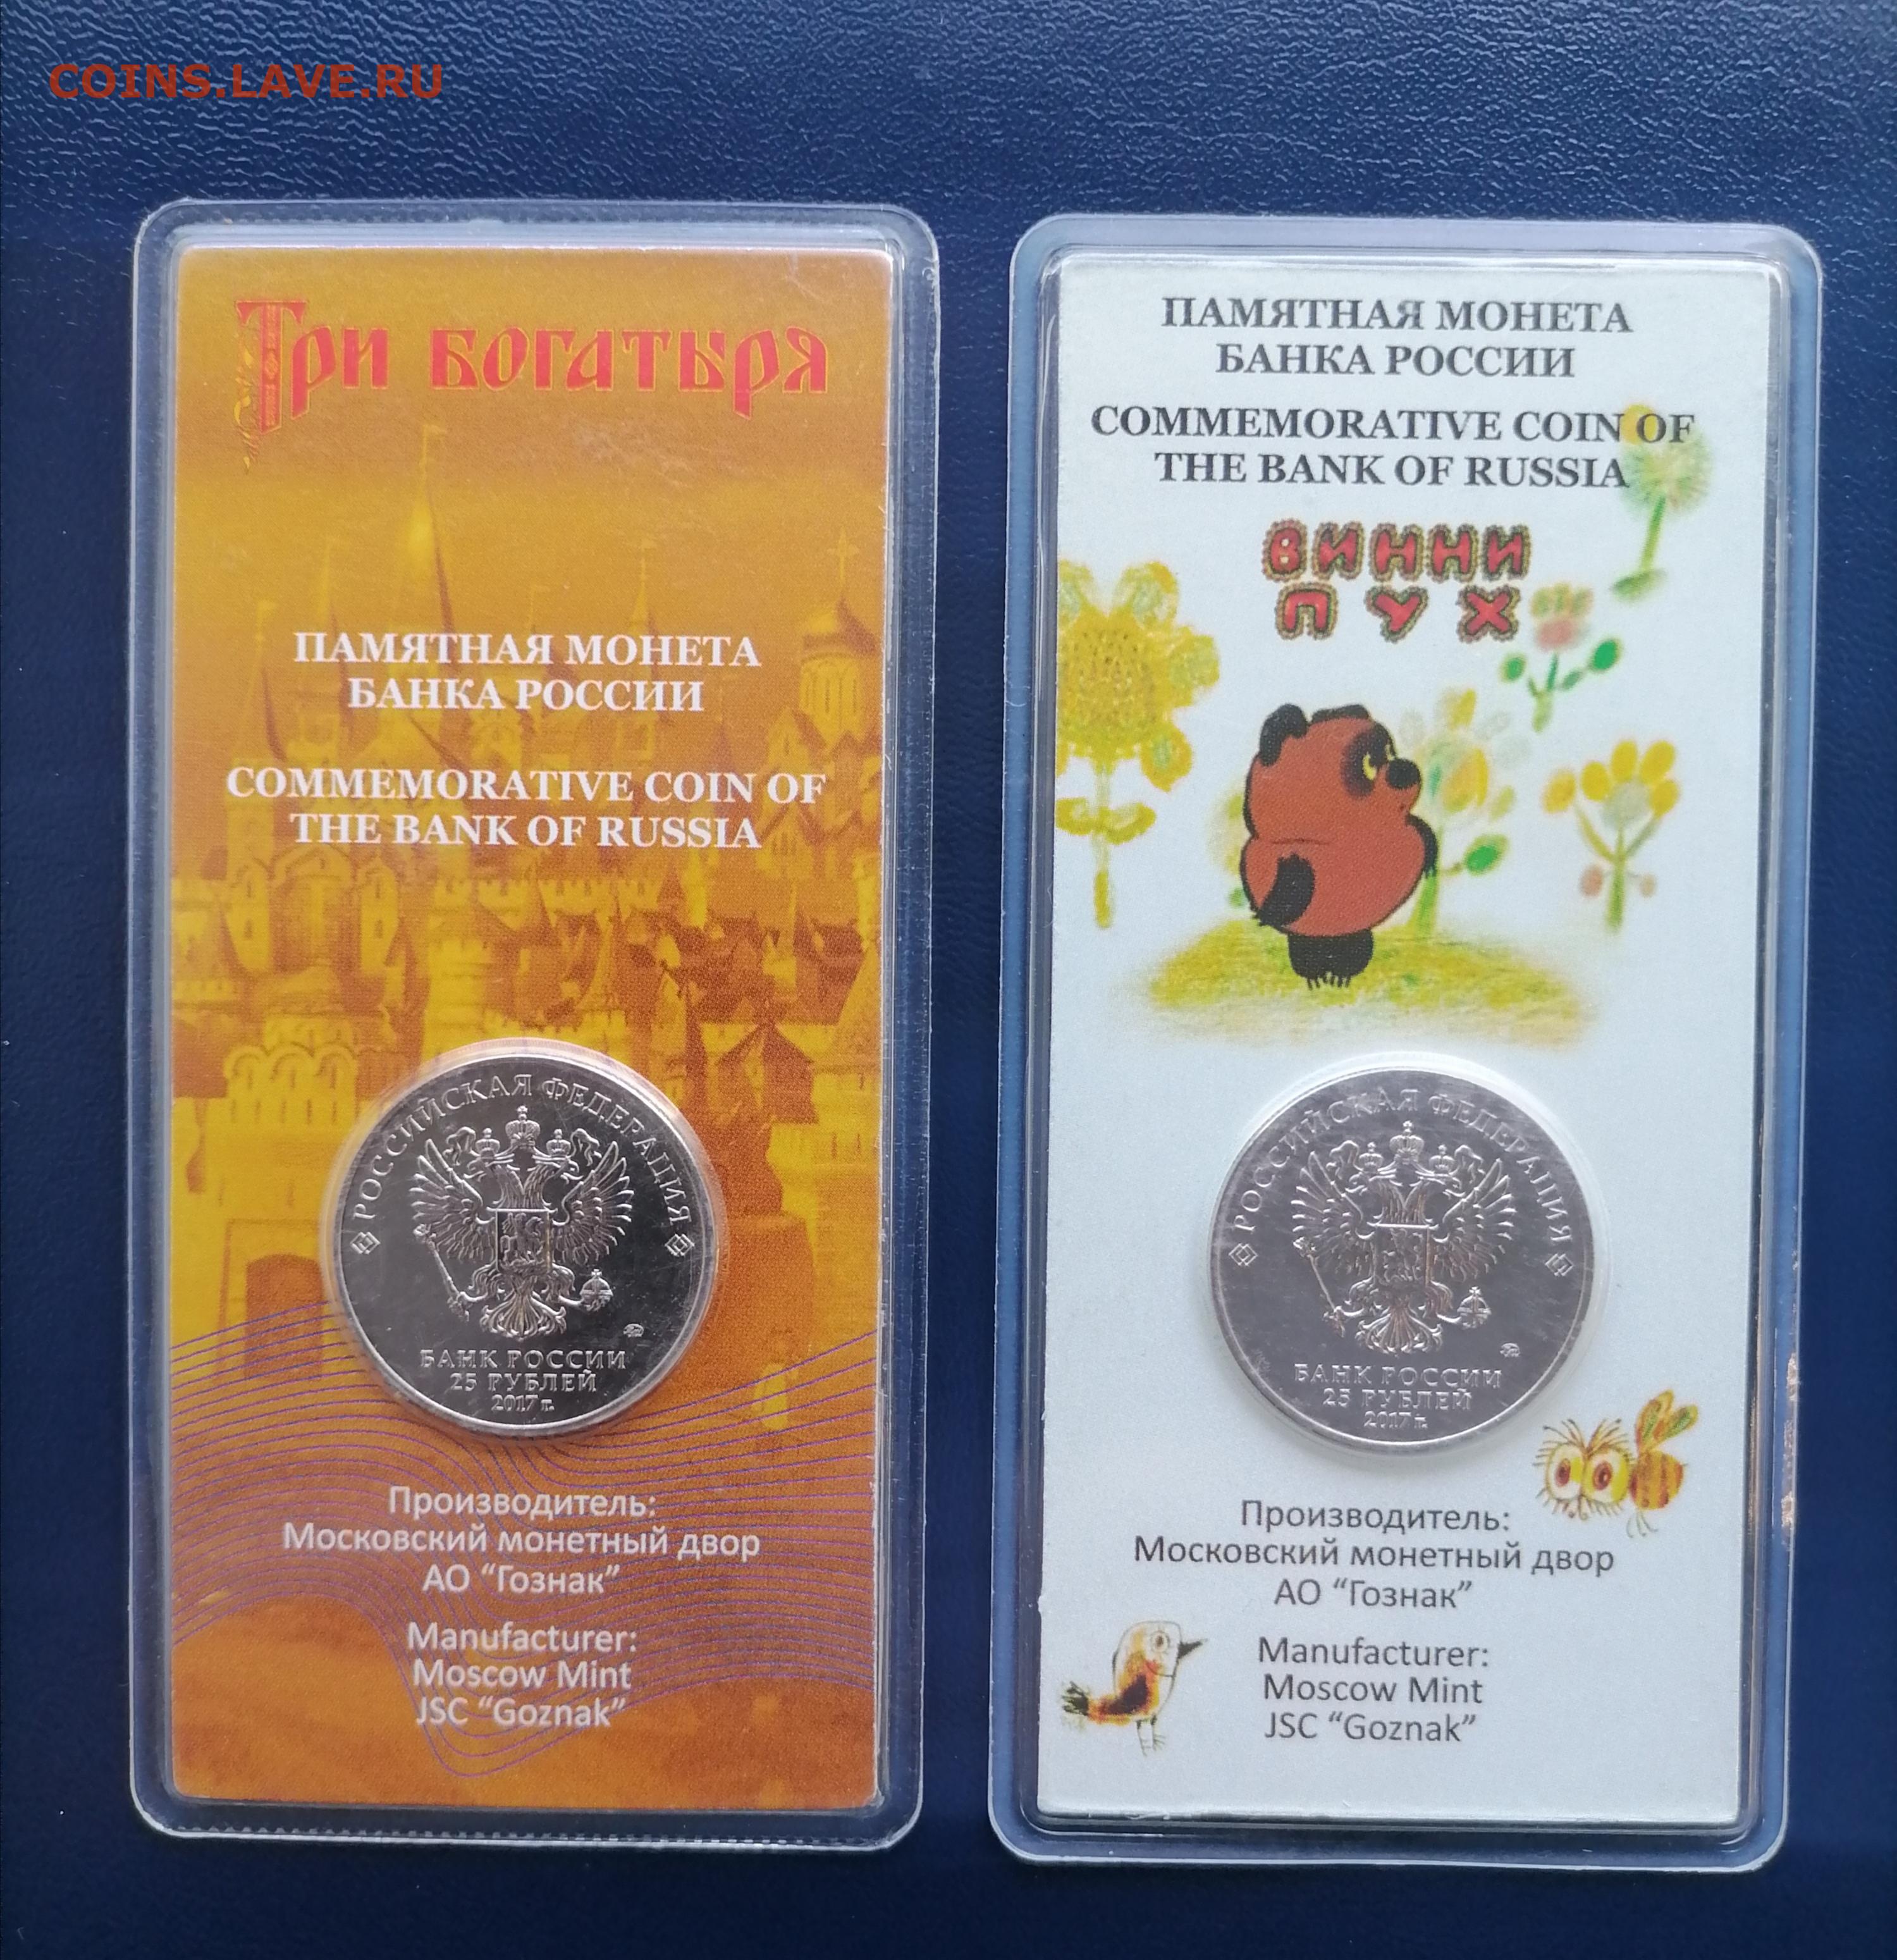 COINS.LAVE.RU
Три богатыря
ПАМЯТНАЯ МОНЕТА
БАНКА РОССИИ
COMMEMORATIVE COIN OF
THE BANK OF RUSSIA
РОССИЙСКАЯ ФЕДЕРАЦИЯ
БАНК РОССИИ
25 РУБЛЕЙ
2017 г.
Производитель:
Московский монетный двор
АО “Гознак”
Manufacturer:
Moscow Mint
JSC “Goznak”
ПАМЯТНАЯ МОНЕТА
БАНКА РОССИИ
COMMEMORATIVE COIN OF
THE BANK OF RUSSIA
ВИННИ
ПУХ
РОССИЙСКАЯ ФЕДЕРАЦИЯ
БАНК РОССИИ
25 РУБЛЕЙ
2017 г.
Производитель:
Московский монетный двор
АО “Гознак”
Manufacturer:
Moscow Mint
JSC “Goznak”